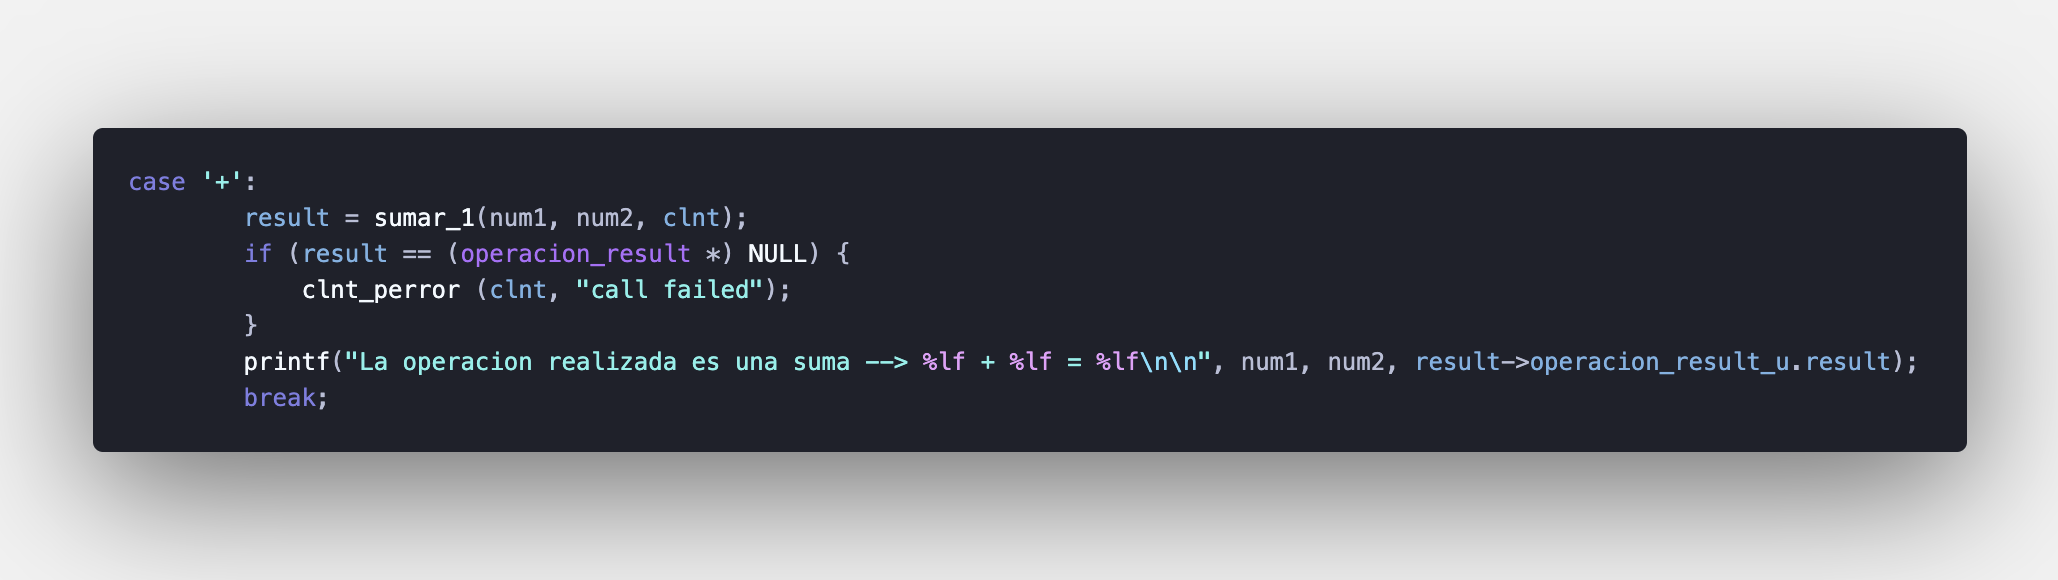 case '+':
        result = sumar_1(num1, num2, clnt);
        if (result == (operacion_result *) NULL) {
            clnt_perror (clnt, "call failed");
        }
        printf("La operacion realizada es una suma --> %lf + %lf = %lf\n\n", num1, num2, result->operacion_result_u.result);
        break;